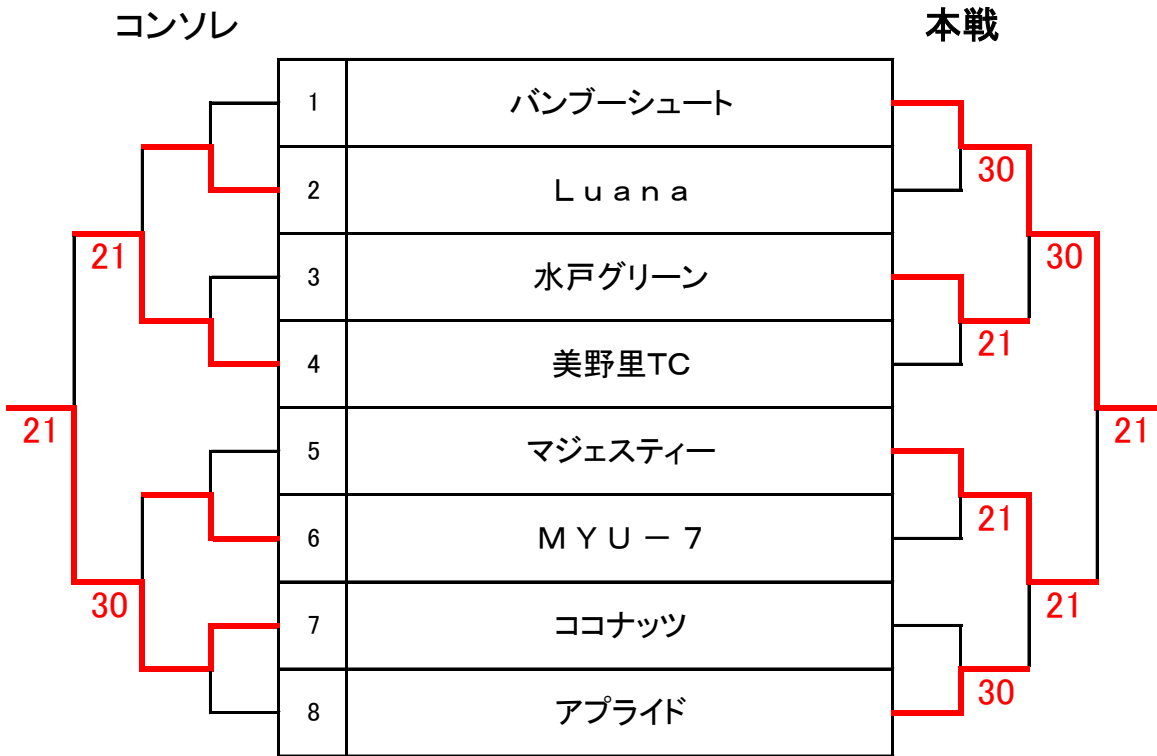 コンソレ
本戦
1 バンブーシュート
30
2 Luana
21
30
3 水戸グリーン
21
4 美野里TC
21
21
5 マジェスティー
21
6 MYU－7
30
21
7 ココナッツ
30
8 アプライド